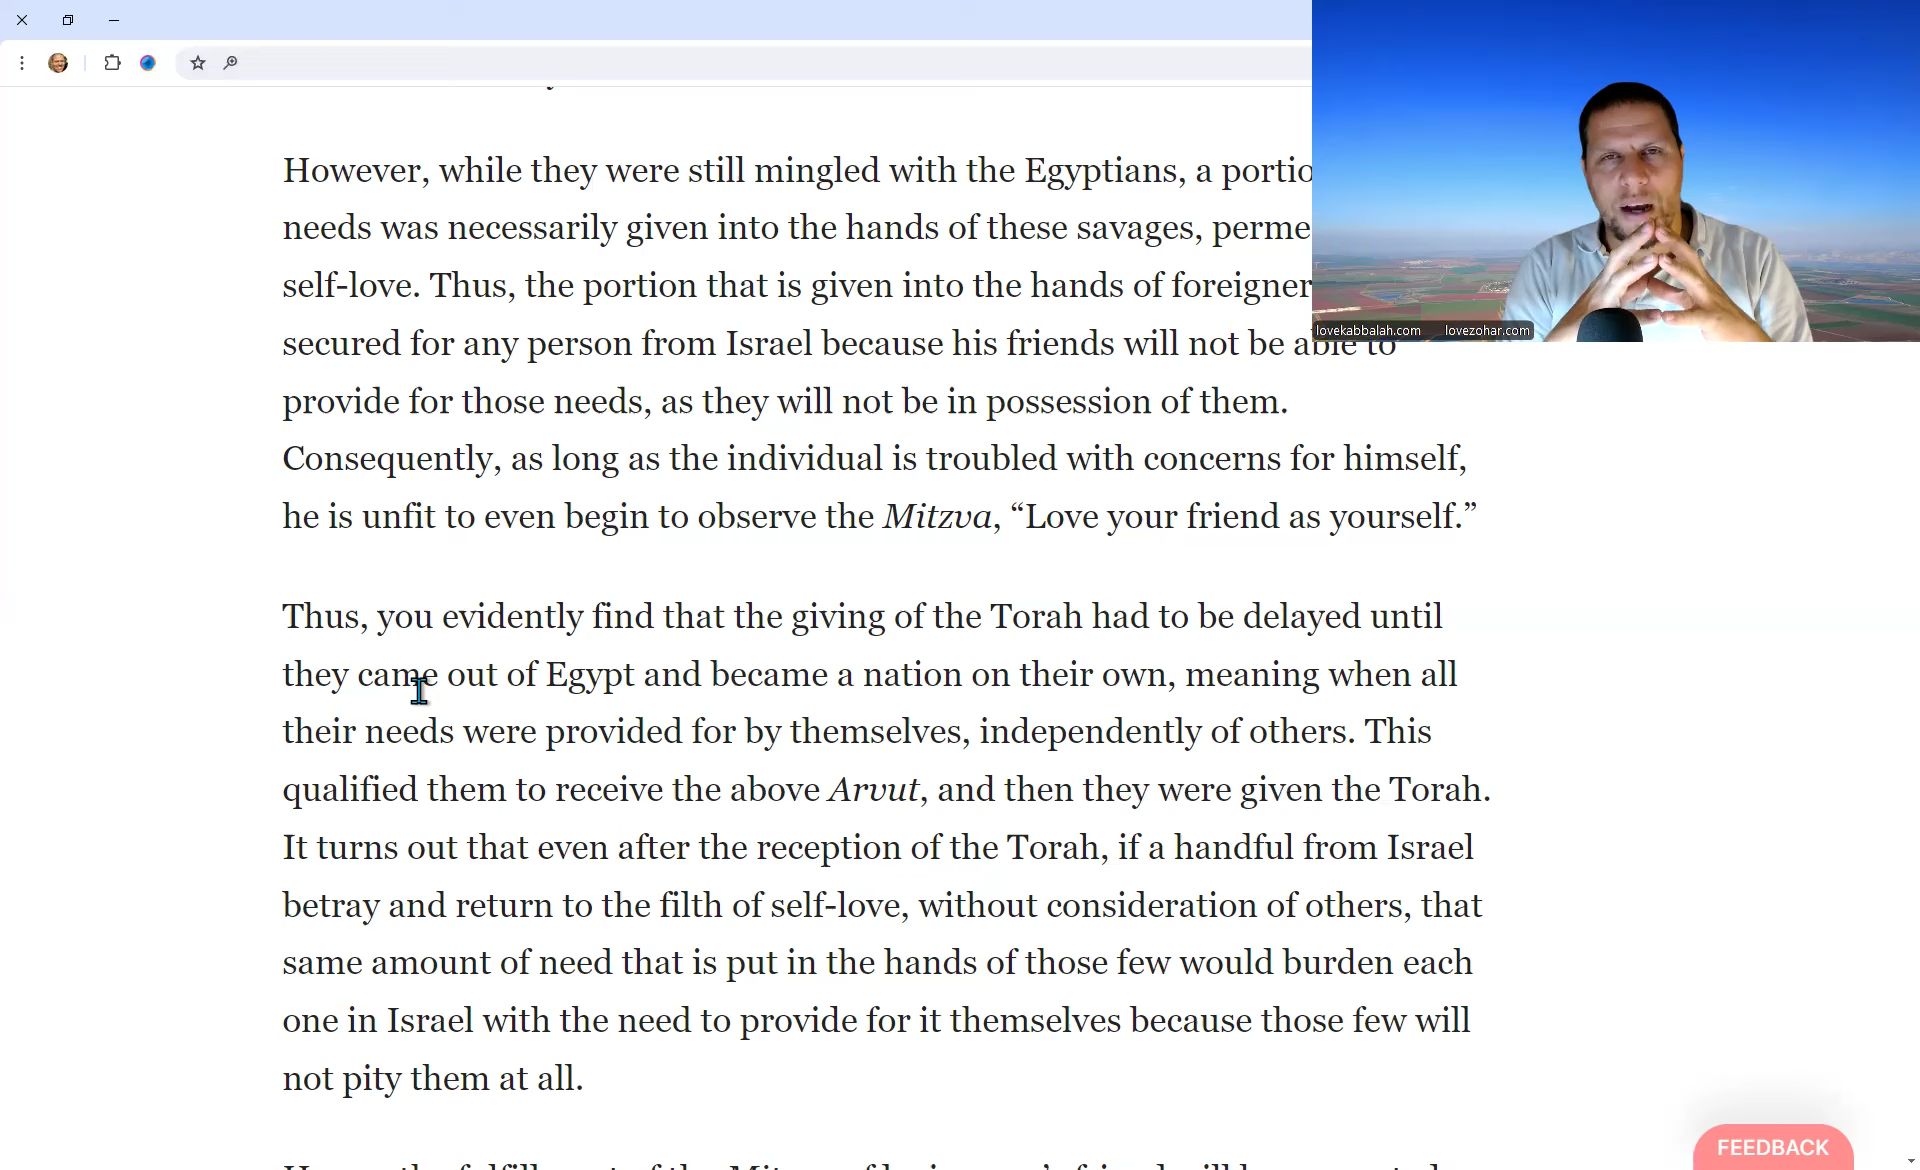 However, while they were still mingled with the Egyptians, a portio
needs was necessarily given into the hands of these savages, perme
self-love. Thus, the portion that is given into the hands of foreigner
secured for any person from Israel because his friends will not be able to
provide for those needs, as they will not be in possession of them.
Consequently, as long as the individual is troubled with concerns for himself,
he is unfit to even begin to observe the Mitzva, “Love your friend as yourself.”
Thus, you evidently find that the giving of the Torah had to be delayed until
they came out of Egypt and became a nation on their own, meaning when all
their needs were provided for by themselves, independently of others. This
qualified them to receive the above Arvut, and then they were given the Torah.
It turns out that even after the reception of the Torah, if a handful from Israel
betray and return to the filth of self-love, without consideration of others, that
same amount of need that is put in the hands of those few would burden each
one in Israel with the need to provide for it themselves because those few will
not pity them at all.
lovekabbalah.com lovezohar.com
FEEDBACK